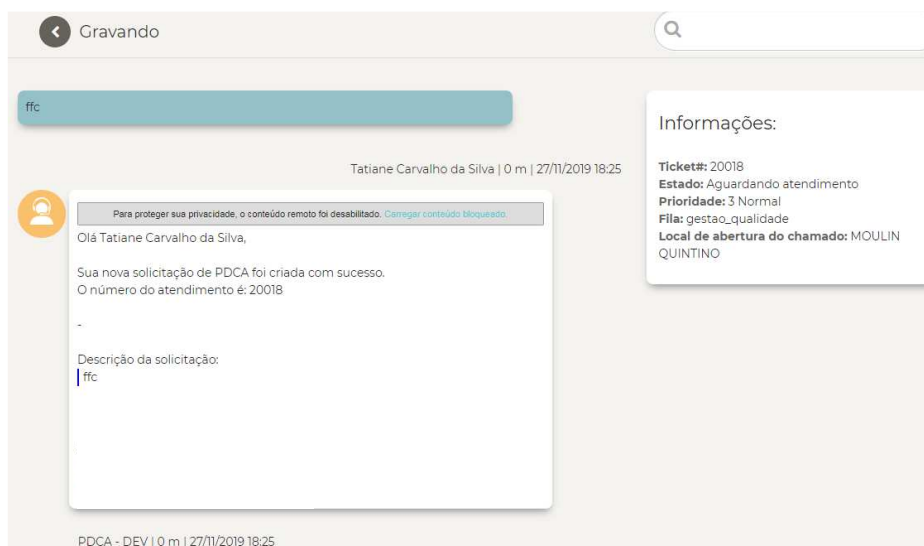 Gravando
ffc
Tatiane Carvalho da Silva | 0 m | 27/11/2019 18:25
Para proteger sua privacidade, o conteúdo remoto foi desabilitado. Carregar conteúdo bloqueado.
Olá Tatiane Carvalho da Silva,
Sua nova solicitação de PDCA foi criada com sucesso.
O número do atendimento é: 20018
-
Descrição da solicitação:
ffc
PDCA - DEV | 0 m | 27/11/2019 18:25
Informações:
Ticket#: 20018
Estado: Aguardando atendimento
Prioridade: 3 Normal
Fila: gestao_qualidade
Local de abertura do chamado: MOULIN
QUINTINO